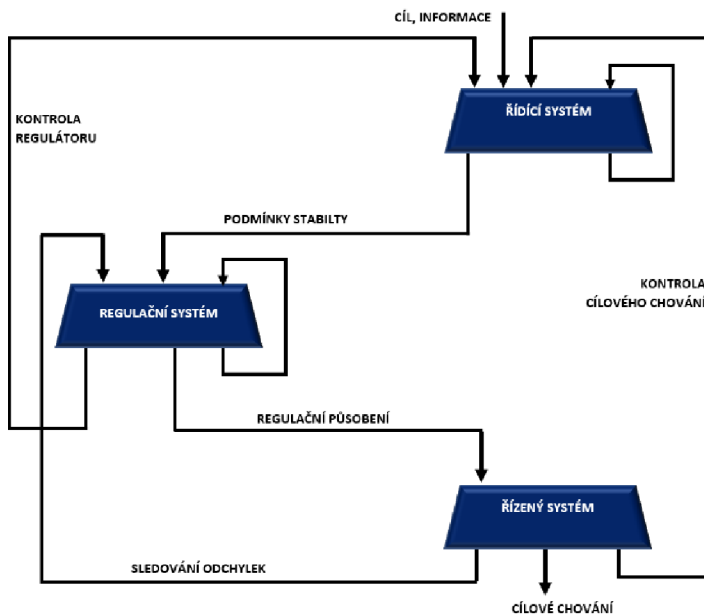 CÍL, INFORMACE
ŘÍDÍCÍ SYSTÉM
KONTROLA
REGULÁTORU
PODMÍNKY STABILTY
REGULAČNÍ SYSTÉM
KONTROLA
CÍLOVÉHO CHOVÁNÍ
REGULAČNÍ PŮSOBENÍ
ŘÍZENÝ SYSTÉM
SLEDOVÁNÍ ODCHYLEK
CÍLOVÉ CHOVÁNÍ